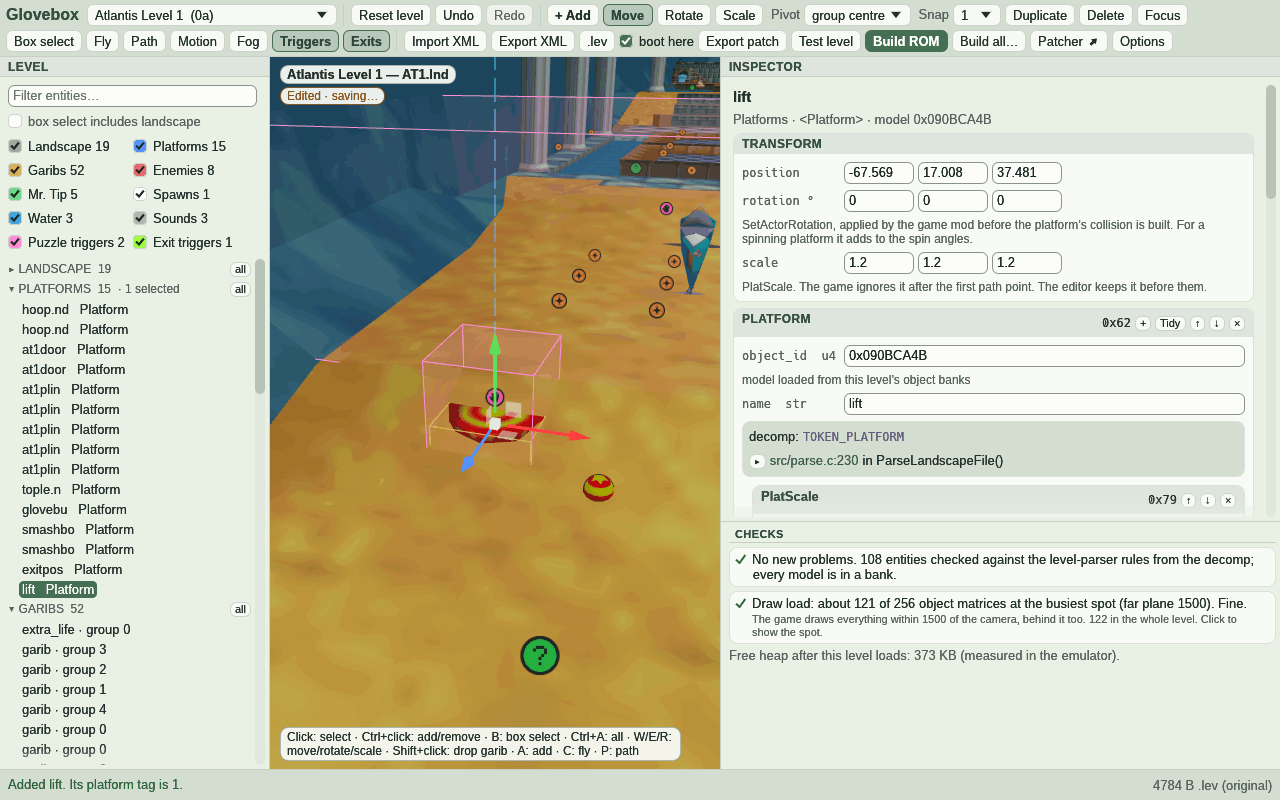 Glovebox Atlantis Level 1 (0a) Reset level Undo Redo + Add Move Rotate Scale Pivot group centre Snap 1 Duplicate Delete Focus
Box select Fly Path Motion Fog Triggers Exits Import XML Export XML .lev boot here Export patch Test level Build ROM Build all… Patcher Options
LEVEL
Filter entities…
box select includes landscape
Landscape 19 Platforms 15
Garibs 52 Enemies 8
Mr. Tip 5 Spawns 1
Water 3 Sounds 3
Puzzle triggers 2 Exit triggers 1
LANDSCAPE 19 all
PLATFORMS 15 · 1 selected all
hoop.nd Platform
hoop.nd Platform
at1door Platform
at1door Platform
at1plin Platform
at1plin Platform
at1plin Platform
at1plin Platform
at1plin Platform
tople.n Platform
glovebu Platform
smashbo Platform
smashbo Platform
exitpos Platform
lift Platform
GARIBS 52 all
extra_life · group 0
garib · group 3
garib · group 2
garib · group 1
garib · group 4
garib · group 0
garib · group 0
Atlantis Level 1 — AT1.lnd
Edited · saving…
?
Click: select · Ctrl+click: add/remove · B: box select · Ctrl+A: all · W/E/R:
move/rotate/scale · Shift+click: drop garib · A: add · C: fly · P: path
INSPECTOR
lift
Platforms · <Platform> · model 0x090BCA4B
TRANSFORM
position -67.569 17.008 37.481
rotation ° 0 0 0
SetActorRotation, applied by the game mod before the platform's collision is built. For a
spinning platform it adds to the spin angles.
scale 1.2 1.2 1.2
PlatScale. The game ignores it after the first path point. The editor keeps it before them.
PLATFORM 0x62 + Tidy ↑ ↓ ×
object_id u4 0x090BCA4B
model loaded from this level's object banks
name str lift
decomp: TOKEN_PLATFORM
src/parse.c:230 in ParseLandscapeFile()
PlatScale 0x79 ↑ ↓ ×
CHECKS
No new problems. 108 entities checked against the level-parser rules from the decomp;
every model is in a bank.
Draw load: about 121 of 256 object matrices at the busiest spot (far plane 1500). Fine.
The game draws everything within 1500 of the camera, behind it too. 122 in the whole level. Click to
show the spot.
Free heap after this level loads: 373 KB (measured in the emulator).
Added lift. Its platform tag is 1.
4784 B .lev (original)